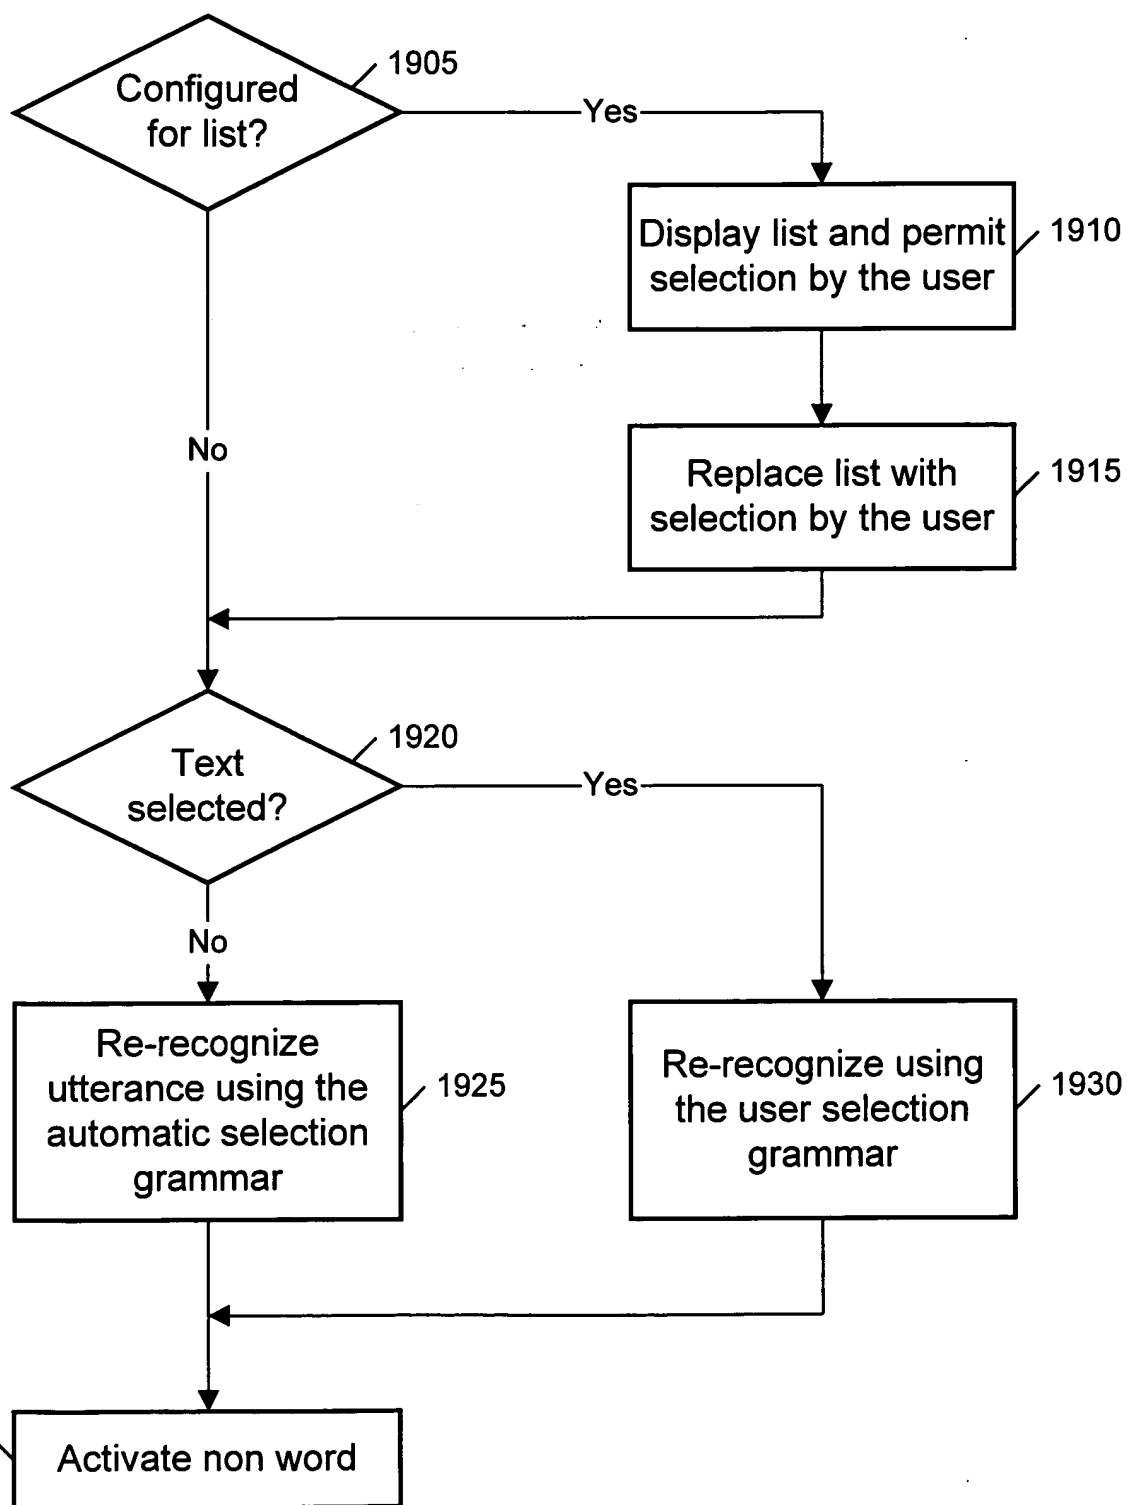 Configured
for list?
1905
Yes
Display list and permit
selection by the user
1910
No
Replace list with
selection by the user
1915
Text
selected?
1920
Yes
No
Re-recognize
utterance using the
automatic selection
grammar
1925
Re-recognize using
the user selection
grammar
1930
Activate non word